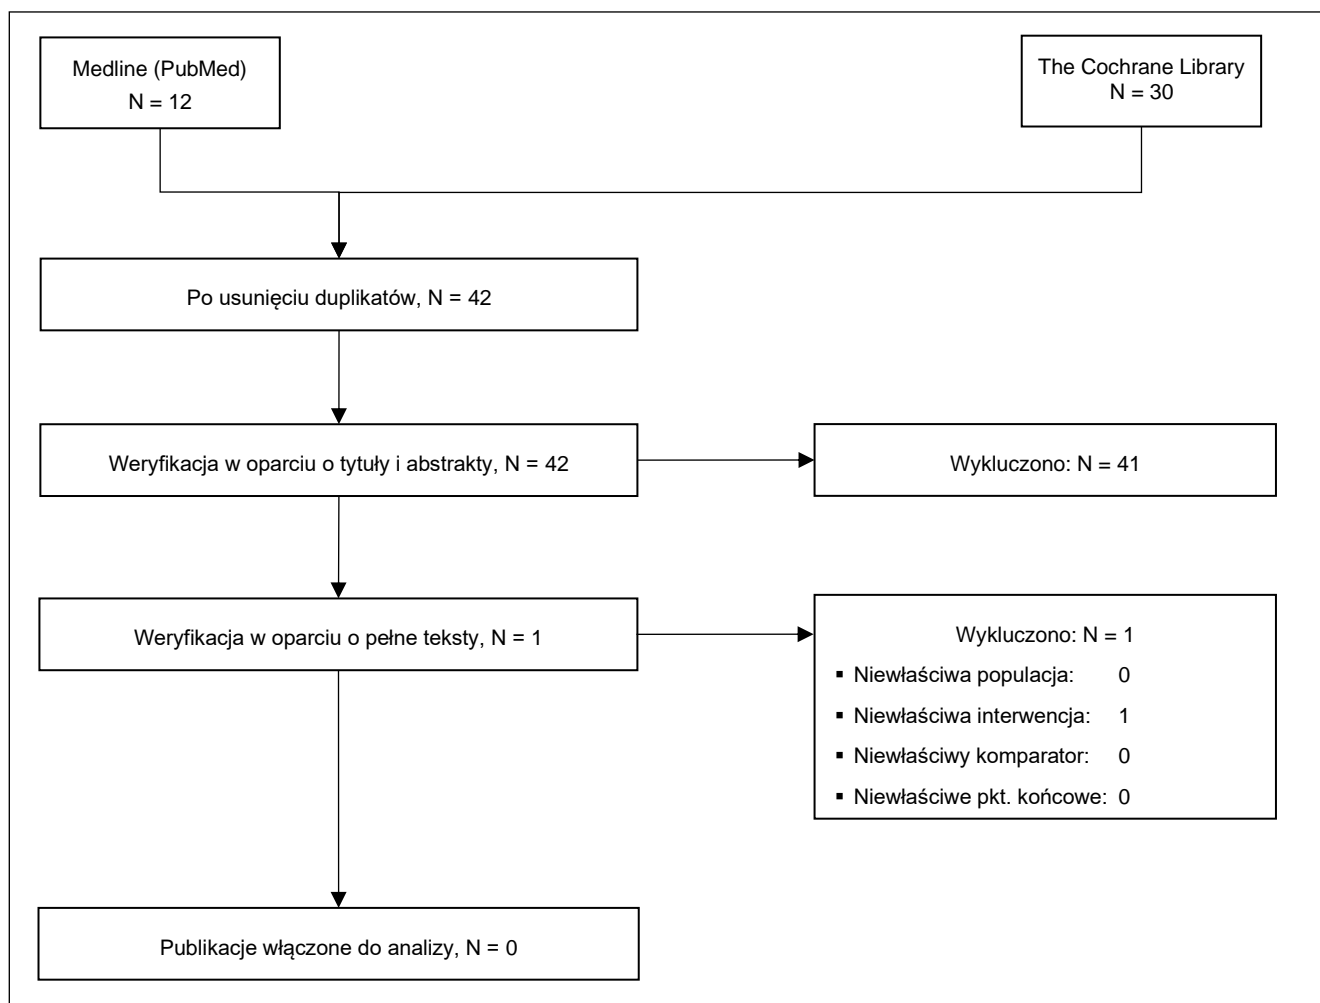 Medline (PubMed)
N = 12
The Cochrane Library
N = 30
Po usunięciu duplikatów, N = 42
Weryfikacja w oparciu o tytuły i abstrakty, N = 42
Wykluczono: N = 41
Weryfikacja w oparciu o pełne teksty, N = 1
Wykluczono: N = 1
▪ Niewłaściwa populacja: 0
▪ Niewłaściwa interwencja: 1
▪ Niewłaściwy komparator: 0
▪ Niewłaściwe pkt. końcowe: 0
Publikacje włączone do analizy, N = 0